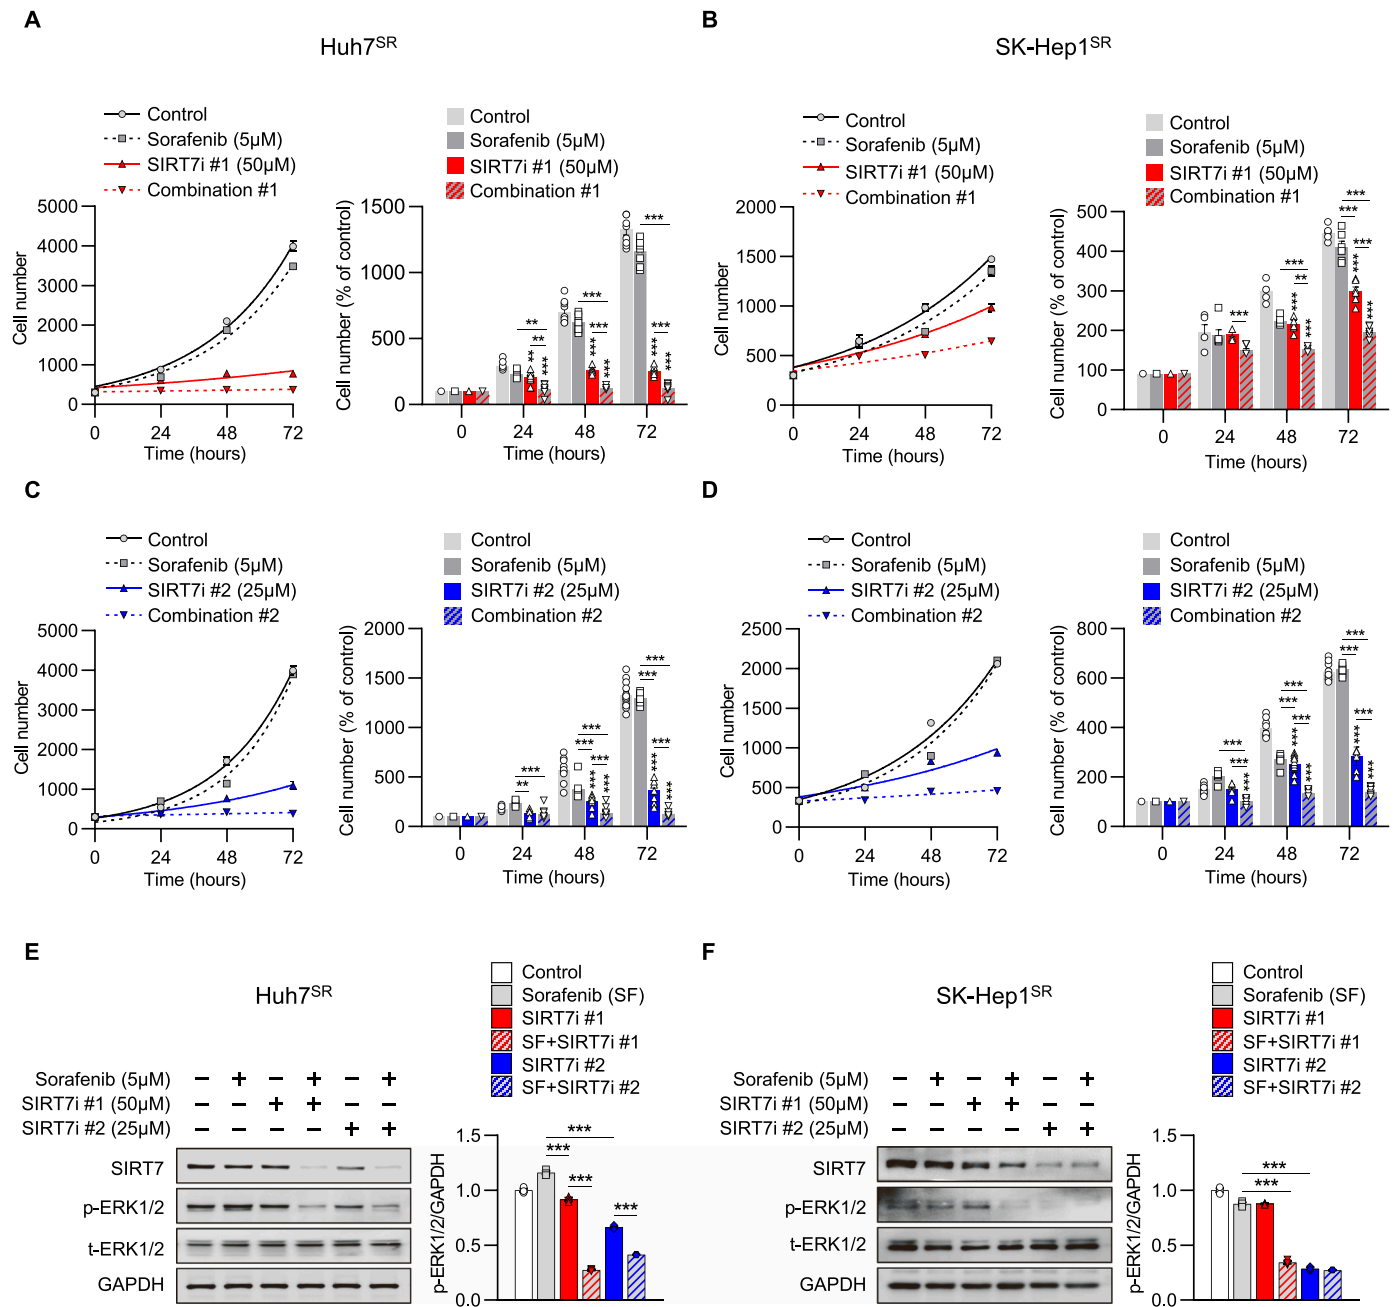 A
B
Huh7SR
SK-Hep1SR
Control
Sorafenib (5µM)
SIRT7i #1 (50µM)
Combination #1
Control
Sorafenib (5µM)
SIRT7i #1 (50µM)
Combination #1
Control
Sorafenib (5µM)
SIRT7i #1 (50µM)
Combination #1
Control
Sorafenib (5µM)
SIRT7i #1 (50µM)
Combination #1
Cell number
5000
4000
3000
2000
1000
0
0 24 48 72
Time (hours)
Cell number (% of control)
1500
1000
500
0
0 24 48 72
Time (hours)
** ** ** *** *** *** *** *** *** *** *** ***
Cell number
2000
1500
1000
500
0
0 24 48 72
Time (hours)
Cell number (% of control)
500
400
300
200
100
0
0 24 48 72
Time (hours)
*** *** ** *** *** *** *** *** *** ***
C
D
Control
Sorafenib (5µM)
SIRT7i #2 (25µM)
Combination #2
Control
Sorafenib (5µM)
SIRT7i #2 (25µM)
Combination #2
Control
Sorafenib (5µM)
SIRT7i #2 (25µM)
Combination #2
Control
Sorafenib (5µM)
SIRT7i #2 (25µM)
Combination #2
Cell number
5000
4000
3000
2000
1000
0
0 24 48 72
Time (hours)
Cell number (% of control)
2000
1500
1000
500
0
0 24 48 72
Time (hours)
*** ** *** *** *** *** *** *** *** *** *** ***
Cell number
2500
2000
1500
1000
500
0
0 24 48 72
Time (hours)
Cell number (% of control)
800
600
400
200
0
0 24 48 72
Time (hours)
*** *** *** *** *** *** *** *** *** *** *** *** ***
E
F
Huh7SR
Control
Sorafenib (SF)
SIRT7i #1
SF+SIRT7i #1
SIRT7i #2
SF+SIRT7i #2
Sorafenib (5µM) − + − + − +
SIRT7i #1 (50µM) − − + + − −
SIRT7i #2 (25µM) − − − − + +
SIRT7
p-ERK1/2
t-ERK1/2
GAPDH
p-ERK1/2/GAPDH
1.5
1.0
0.5
0.0
***
***
***
***
SK-Hep1SR
Control
Sorafenib (SF)
SIRT7i #1
SF+SIRT7i #1
SIRT7i #2
SF+SIRT7i #2
Sorafenib (5µM) − + − + − +
SIRT7i #1 (50µM) − − + + − −
SIRT7i #2 (25µM) − − − − + +
SIRT7
p-ERK1/2
t-ERK1/2
GAPDH
p-ERK1/2/GAPDH
1.5
1.0
0.5
0.0
***
***